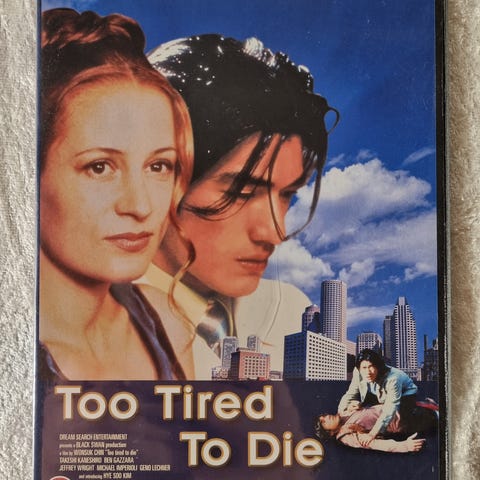 Too Tired
To Die
DREAM SEARCH ENTERTAINMENT
presents a BLACK SWAN production
a film by WONSUK CHIN "Too tired to die"
TAKESHI KANESHIRO BEN GAZZARA
JEFFREY WRIGHT MICHAEL IMPERIOLI GENO LECHNER
and introducing HYE SOO KIM